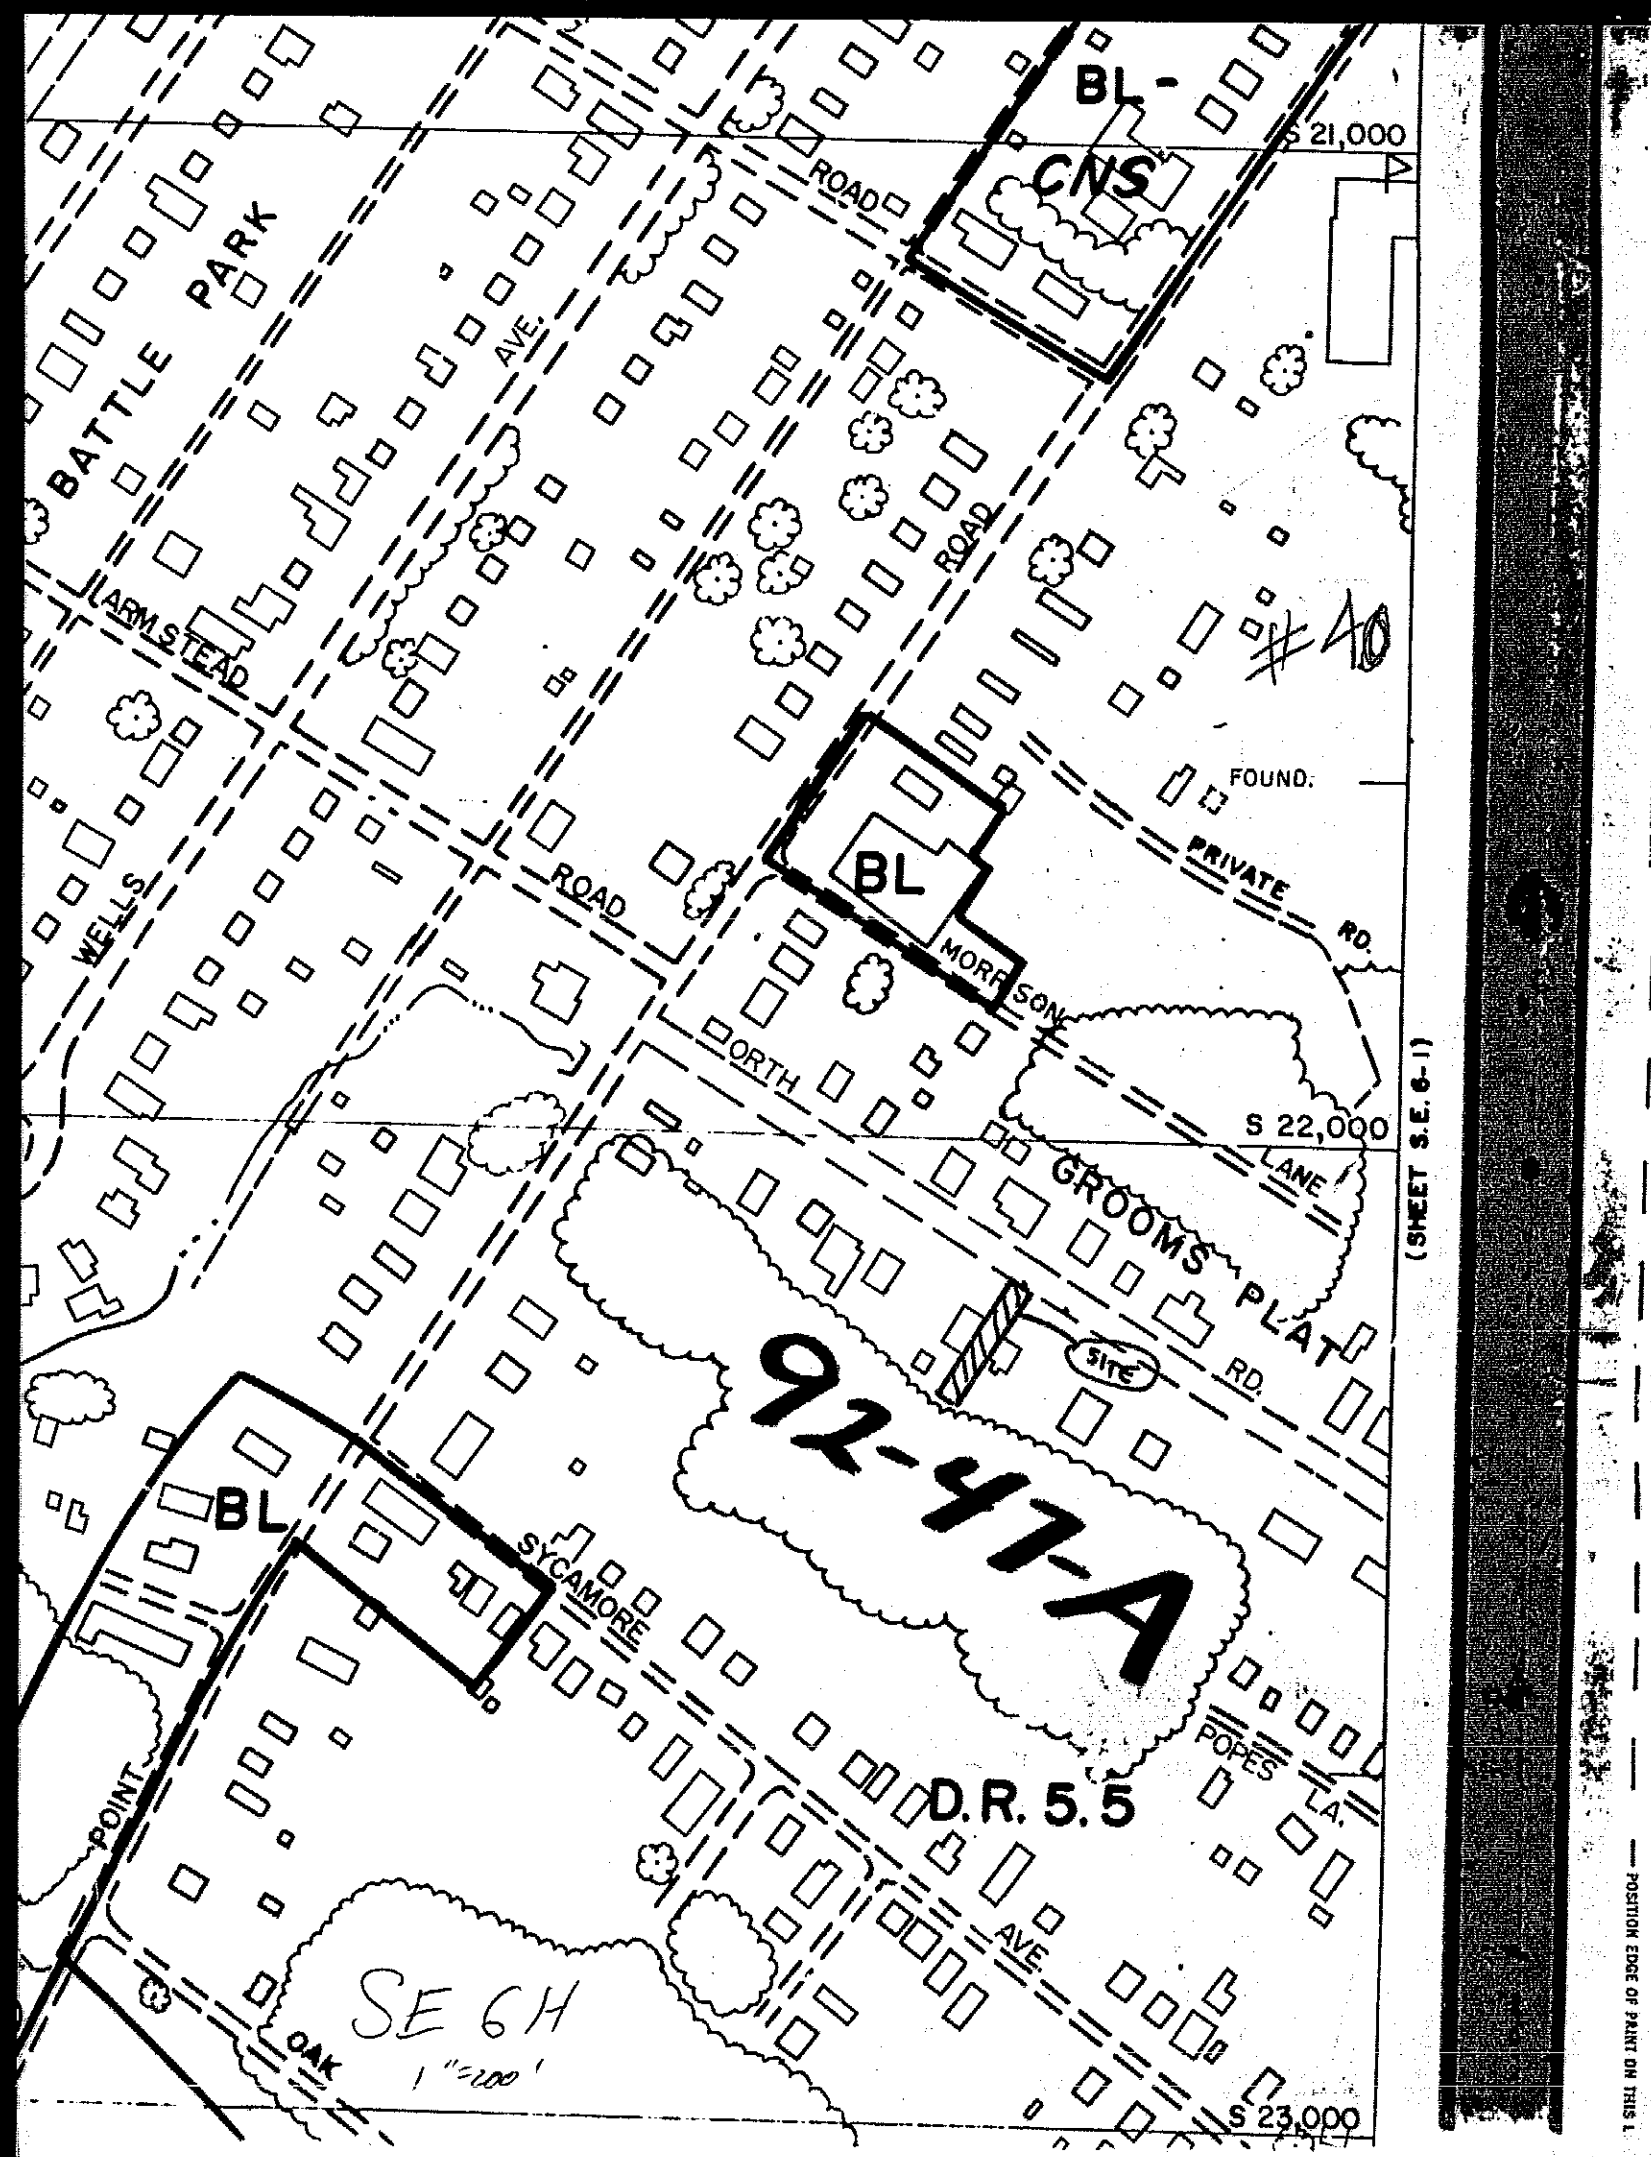 BL-
CNS
S 21,000
ROAD
BATTLE PARK
AVE.
ROAD
ARMSTEAD
# 40
FOUND.
PRIVATE
RD.
BL
ROAD
WELLS
MORRISON
ORTH
S 22,000
LANE
(SHEET S.E. 6-I)
GROOMS PLAT
SITE
RD.
92-47-A
BL
SYCAMORE
POPES
LA.
POINT
D.R. 5.5
AVE.
SE 6H
1"=200'
OAK
S 23,000
POSITION EDGE OF PRINT ON THIS L